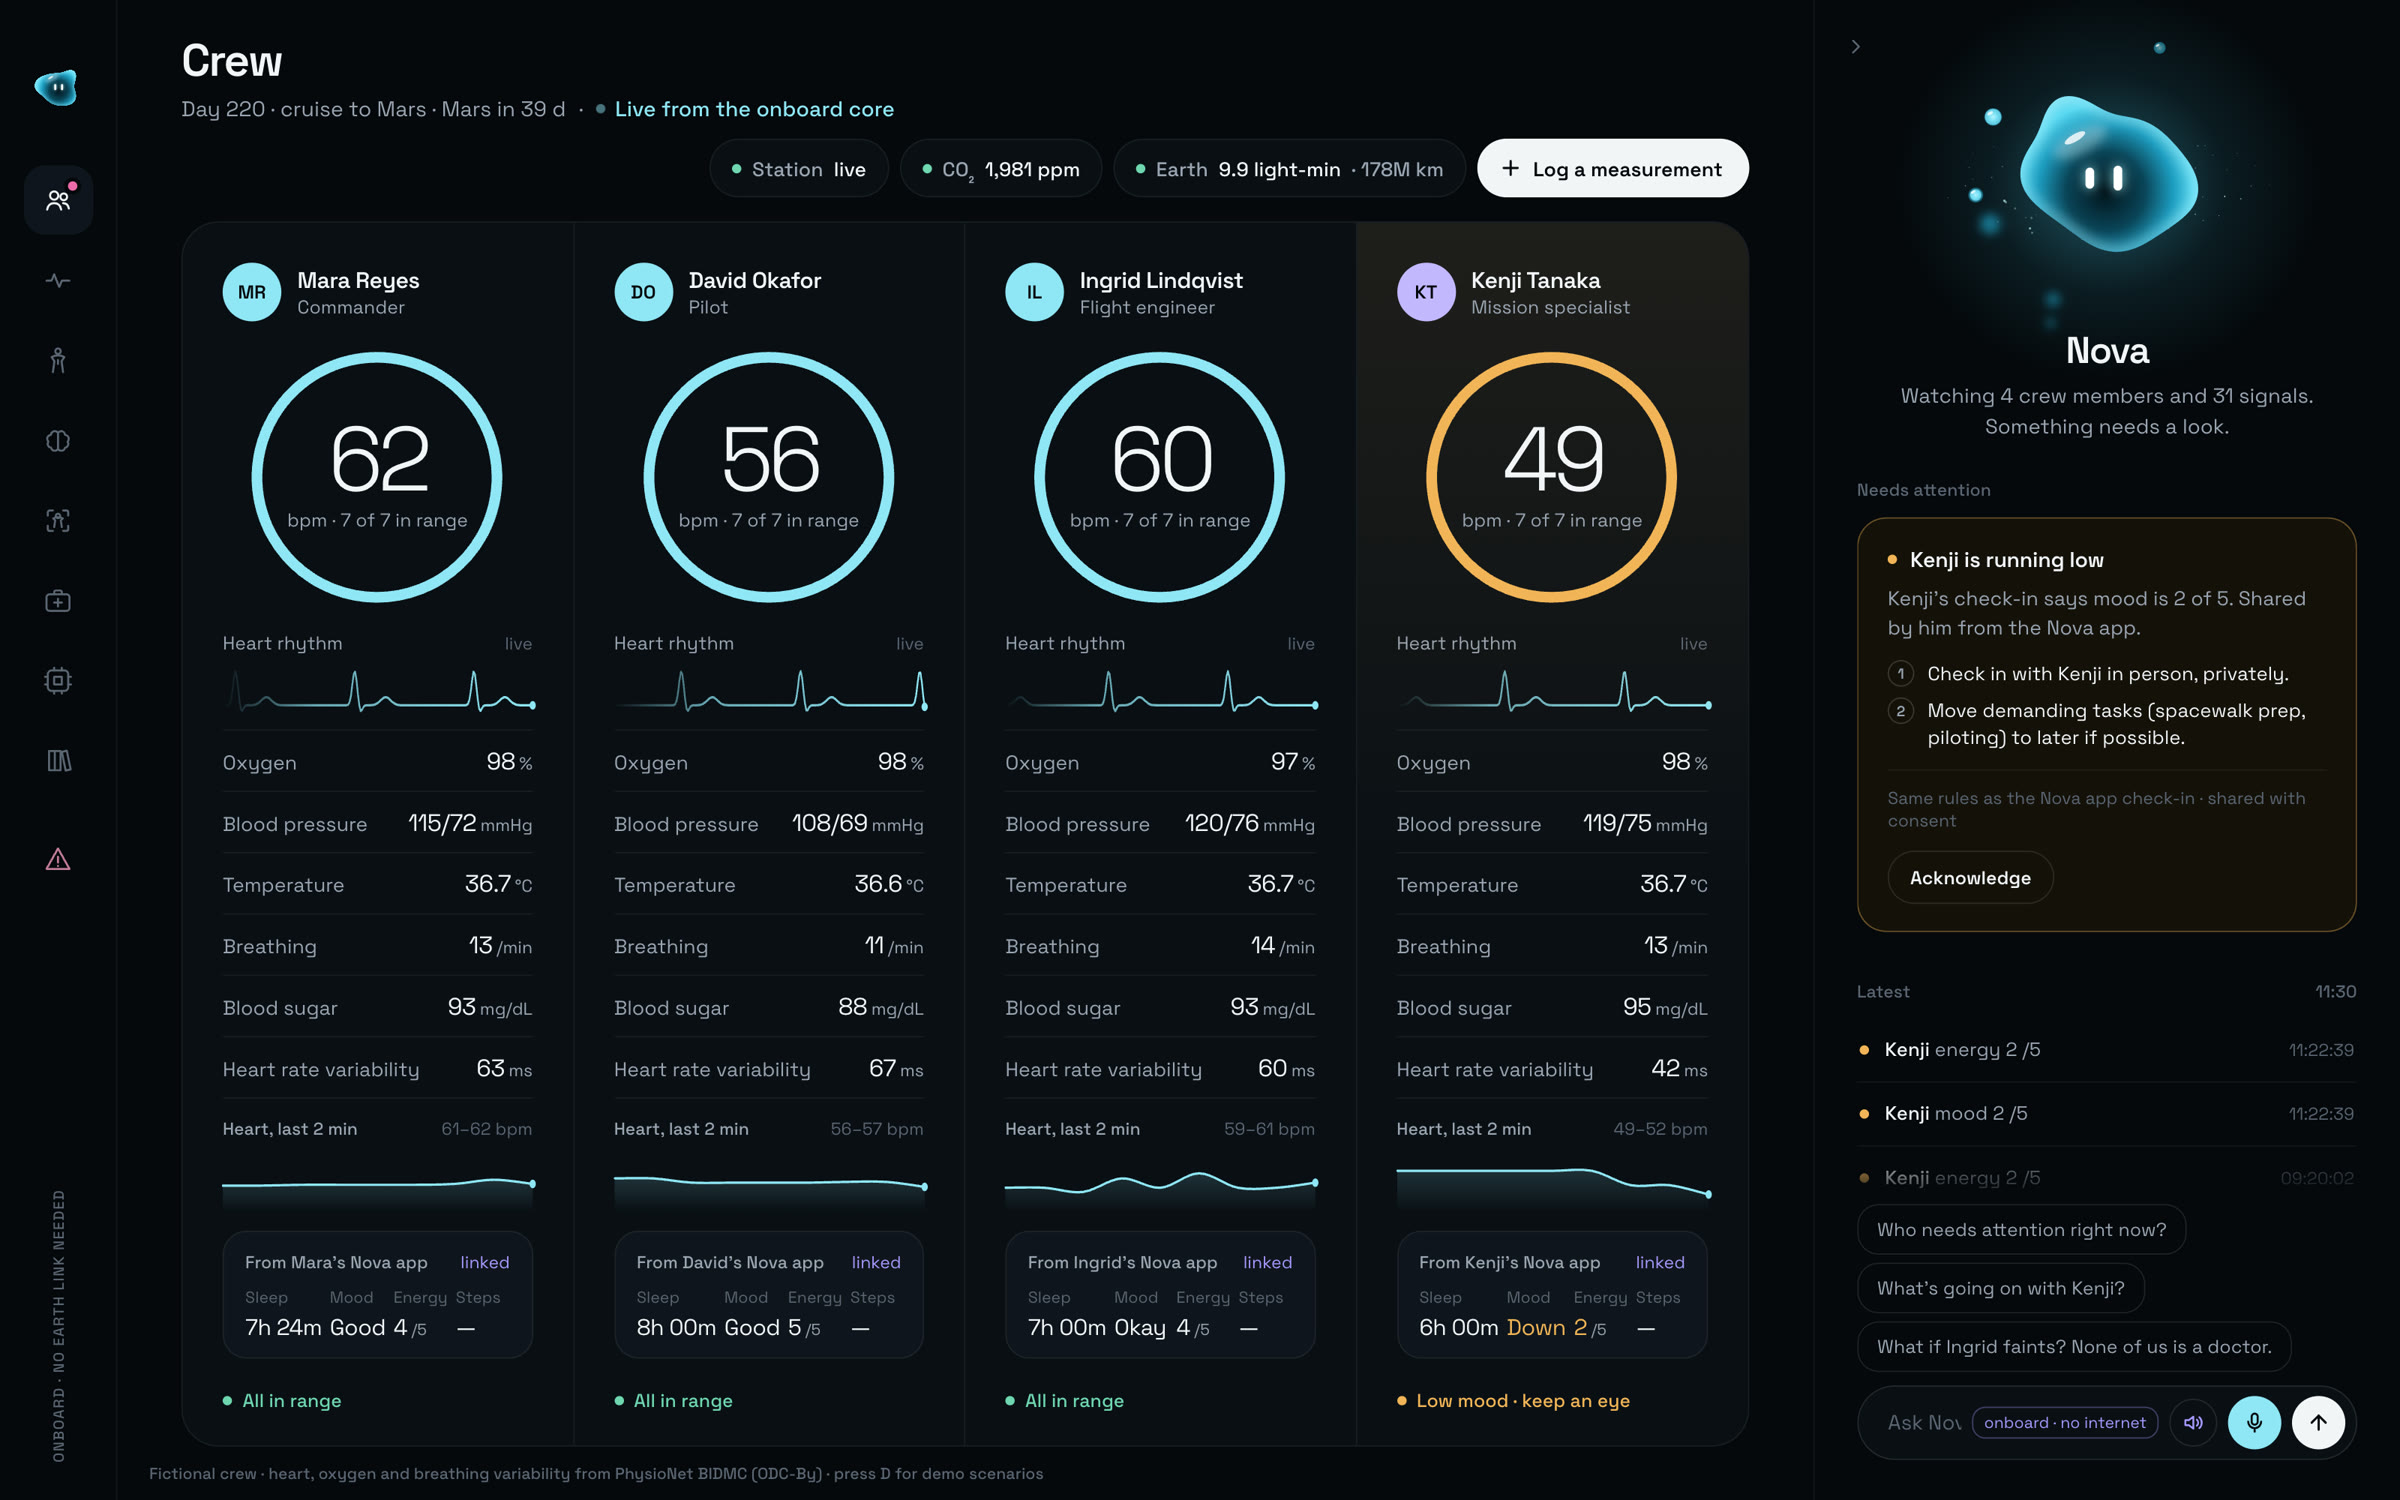 Crew
Day 220 · cruise to Mars · Mars in 39 d · Live from the onboard core
Station live
CO₂ 1,981 ppm
Earth 9.9 light-min · 178M km
+ Log a measurement
MR
Mara Reyes
Commander
62
bpm · 7 of 7 in range
Heart rhythm live
Oxygen 98 %
Blood pressure 115/72 mmHg
Temperature 36.7 °C
Breathing 13 /min
Blood sugar 93 mg/dL
Heart rate variability 63 ms
Heart, last 2 min 61–62 bpm
From Mara's Nova app linked
Sleep Mood Energy Steps
7h 24m Good 4 /5 —
All in range
DO
David Okafor
Pilot
56
bpm · 7 of 7 in range
Heart rhythm live
Oxygen 98 %
Blood pressure 108/69 mmHg
Temperature 36.6 °C
Breathing 11 /min
Blood sugar 88 mg/dL
Heart rate variability 67 ms
Heart, last 2 min 56–57 bpm
From David's Nova app linked
Sleep Mood Energy Steps
8h 00m Good 5 /5 —
All in range
IL
Ingrid Lindqvist
Flight engineer
60
bpm · 7 of 7 in range
Heart rhythm live
Oxygen 97 %
Blood pressure 120/76 mmHg
Temperature 36.7 °C
Breathing 14 /min
Blood sugar 93 mg/dL
Heart rate variability 60 ms
Heart, last 2 min 59–61 bpm
From Ingrid's Nova app linked
Sleep Mood Energy Steps
7h 00m Okay 4 /5 —
All in range
KT
Kenji Tanaka
Mission specialist
49
bpm · 7 of 7 in range
Heart rhythm live
Oxygen 98 %
Blood pressure 119/75 mmHg
Temperature 36.7 °C
Breathing 13 /min
Blood sugar 95 mg/dL
Heart rate variability 42 ms
Heart, last 2 min 49–52 bpm
From Kenji's Nova app linked
Sleep Mood Energy Steps
6h 00m Down 2 /5 —
Low mood · keep an eye
ONBOARD · NO EARTH LINK NEEDED
Fictional crew · heart, oxygen and breathing variability from PhysioNet BIDMC (ODC-By) · press D for demo scenarios
Nova
Watching 4 crew members and 31 signals.
Something needs a look.
Needs attention
Kenji is running low
Kenji's check-in says mood is 2 of 5. Shared
by him from the Nova app.
1 Check in with Kenji in person, privately.
2 Move demanding tasks (spacewalk prep,
piloting) to later if possible.
Same rules as the Nova app check-in · shared with
consent
Acknowledge
Latest 11:30
Kenji energy 2 /5 11:22:39
Kenji mood 2 /5 11:22:39
Kenji energy 2 /5 09:20:02
Who needs attention right now?
What's going on with Kenji?
What if Ingrid faints? None of us is a doctor.
Ask Nov onboard · no internet